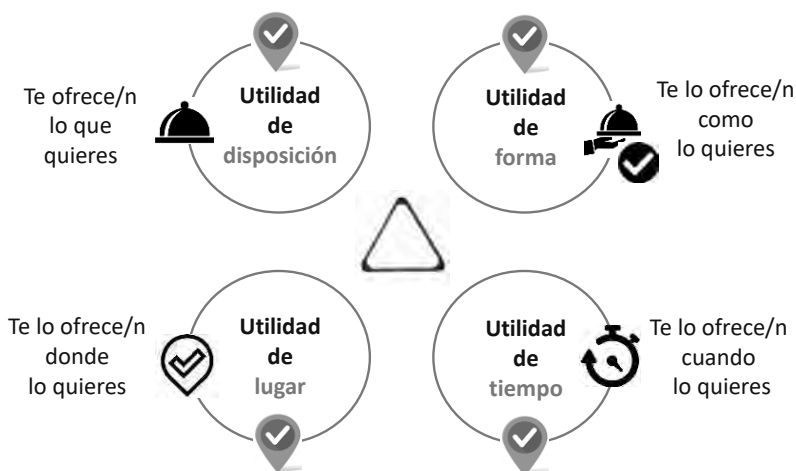 Te ofrece/n
lo que
quieres
Utilidad
de
disposición
Utilidad
de
forma
Te lo ofrece/n
como
lo quieres
Te lo ofrece/n
donde
lo quieres
Utilidad
de
lugar
Utilidad
de
tiempo
Te lo ofrece/n
cuando
lo quieres